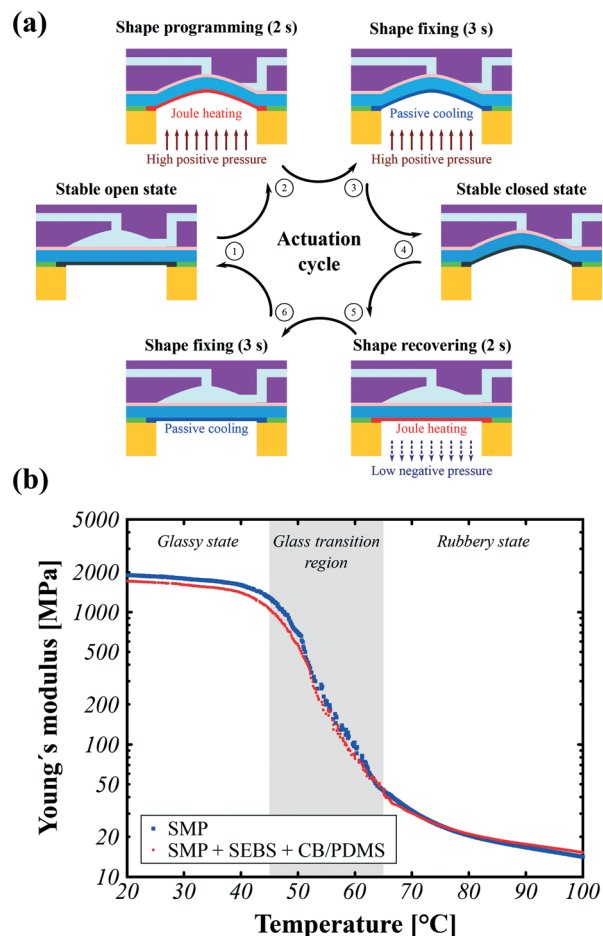 (a)
Shape programming (2 s)
Shape fixing (3 s)
Joule heating
Passive cooling
High positive pressure
High positive pressure
Stable open state
2
3
Stable closed state
1
Actuation
cycle
4
6
5
Shape fixing (3 s)
Shape recovering (2 s)
Passive cooling
Joule heating
Low negative pressure
(b)
5000
Glassy state
Glass transition
region
Rubbery state
2000
1000
500
200
100
50
20
10
Young´s modulus [MPa]
SMP
SMP + SEBS + CB/PDMS
20 30 40 50 60 70 80 90 100
Temperature [°C]